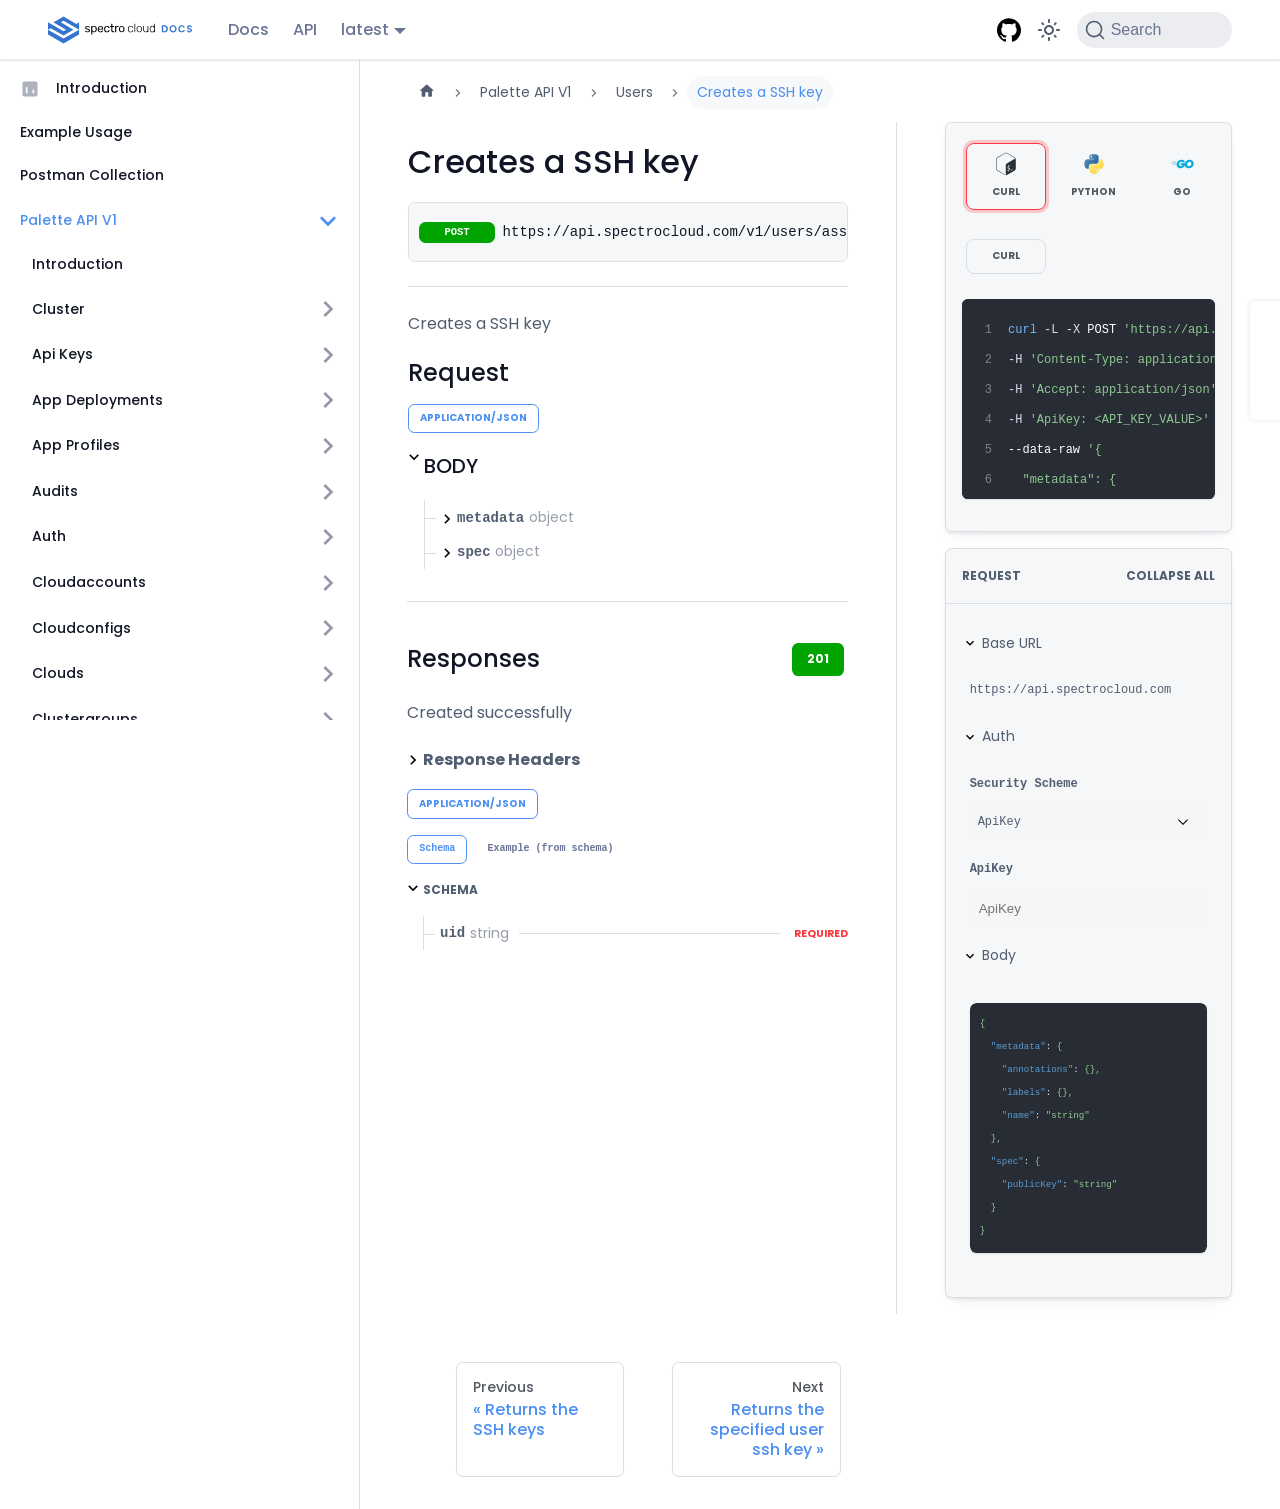 spectro cloud DOCS
Docs API latest
Search
Introduction
Example Usage
Postman Collection
Palette API V1
Introduction
Cluster
Api Keys
App Deployments
App Profiles
Audits
Auth
Cloudaccounts
Cloudconfigs
Clouds
Clustergroups
Palette API V1
Users
Creates a SSH key
Creates a SSH key
POST https://api.spectrocloud.com/v1/users/ass
Creates a SSH key
Request
APPLICATION/JSON
BODY
metadata object
spec object
Responses
201
Created successfully
Response Headers
APPLICATION/JSON
Schema Example (from schema)
SCHEMA
uid string REQUIRED
CURL PYTHON GO
CURL
1 curl -L -X POST 'https://api.
2 -H 'Content-Type: application
3 -H 'Accept: application/json'
4 -H 'ApiKey: <API_KEY_VALUE>'
5 --data-raw '{
6 "metadata": {
REQUEST COLLAPSE ALL
Base URL
https://api.spectrocloud.com
Auth
Security Scheme
ApiKey
ApiKey
ApiKey
Body
{
"metadata": {
"annotations": {},
"labels": {},
"name": "string"
},
"spec": {
"publicKey": "string"
}
}
Previous
« Returns the
SSH keys
Next
Returns the
specified user
ssh key »